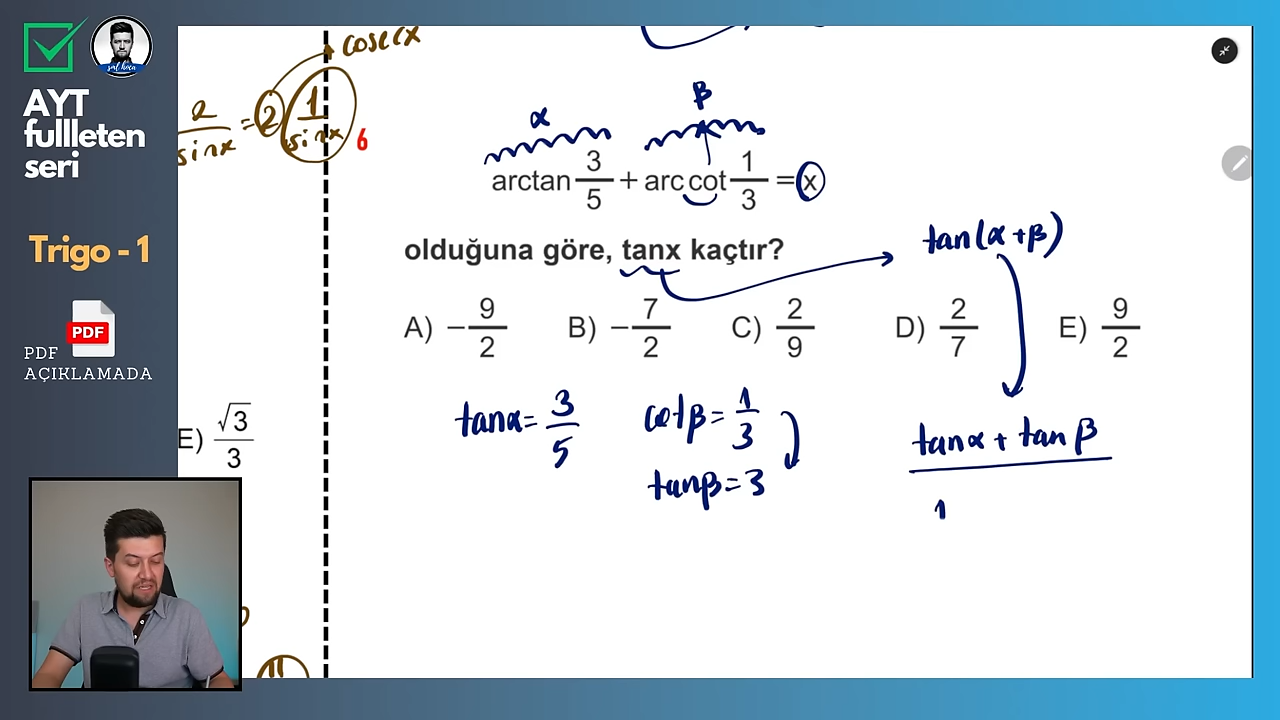 AYT
fullleten
seri
Trigo - 1
PDF
PDF
AÇIKLAMADA
cosecx
2/sinx = 2 1/sinx
6
E) √3/3
α
β
arctan 3/5 + arc cot 1/3 = x
olduğuna göre, tanx kaçtır?
tan(α+β)
A) −9/2 B) −7/2 C) 2/9 D) 2/7 E) 9/2
tanα = 3/5
cotβ = 1/3
tanβ = 3
tanα + tanβ
1